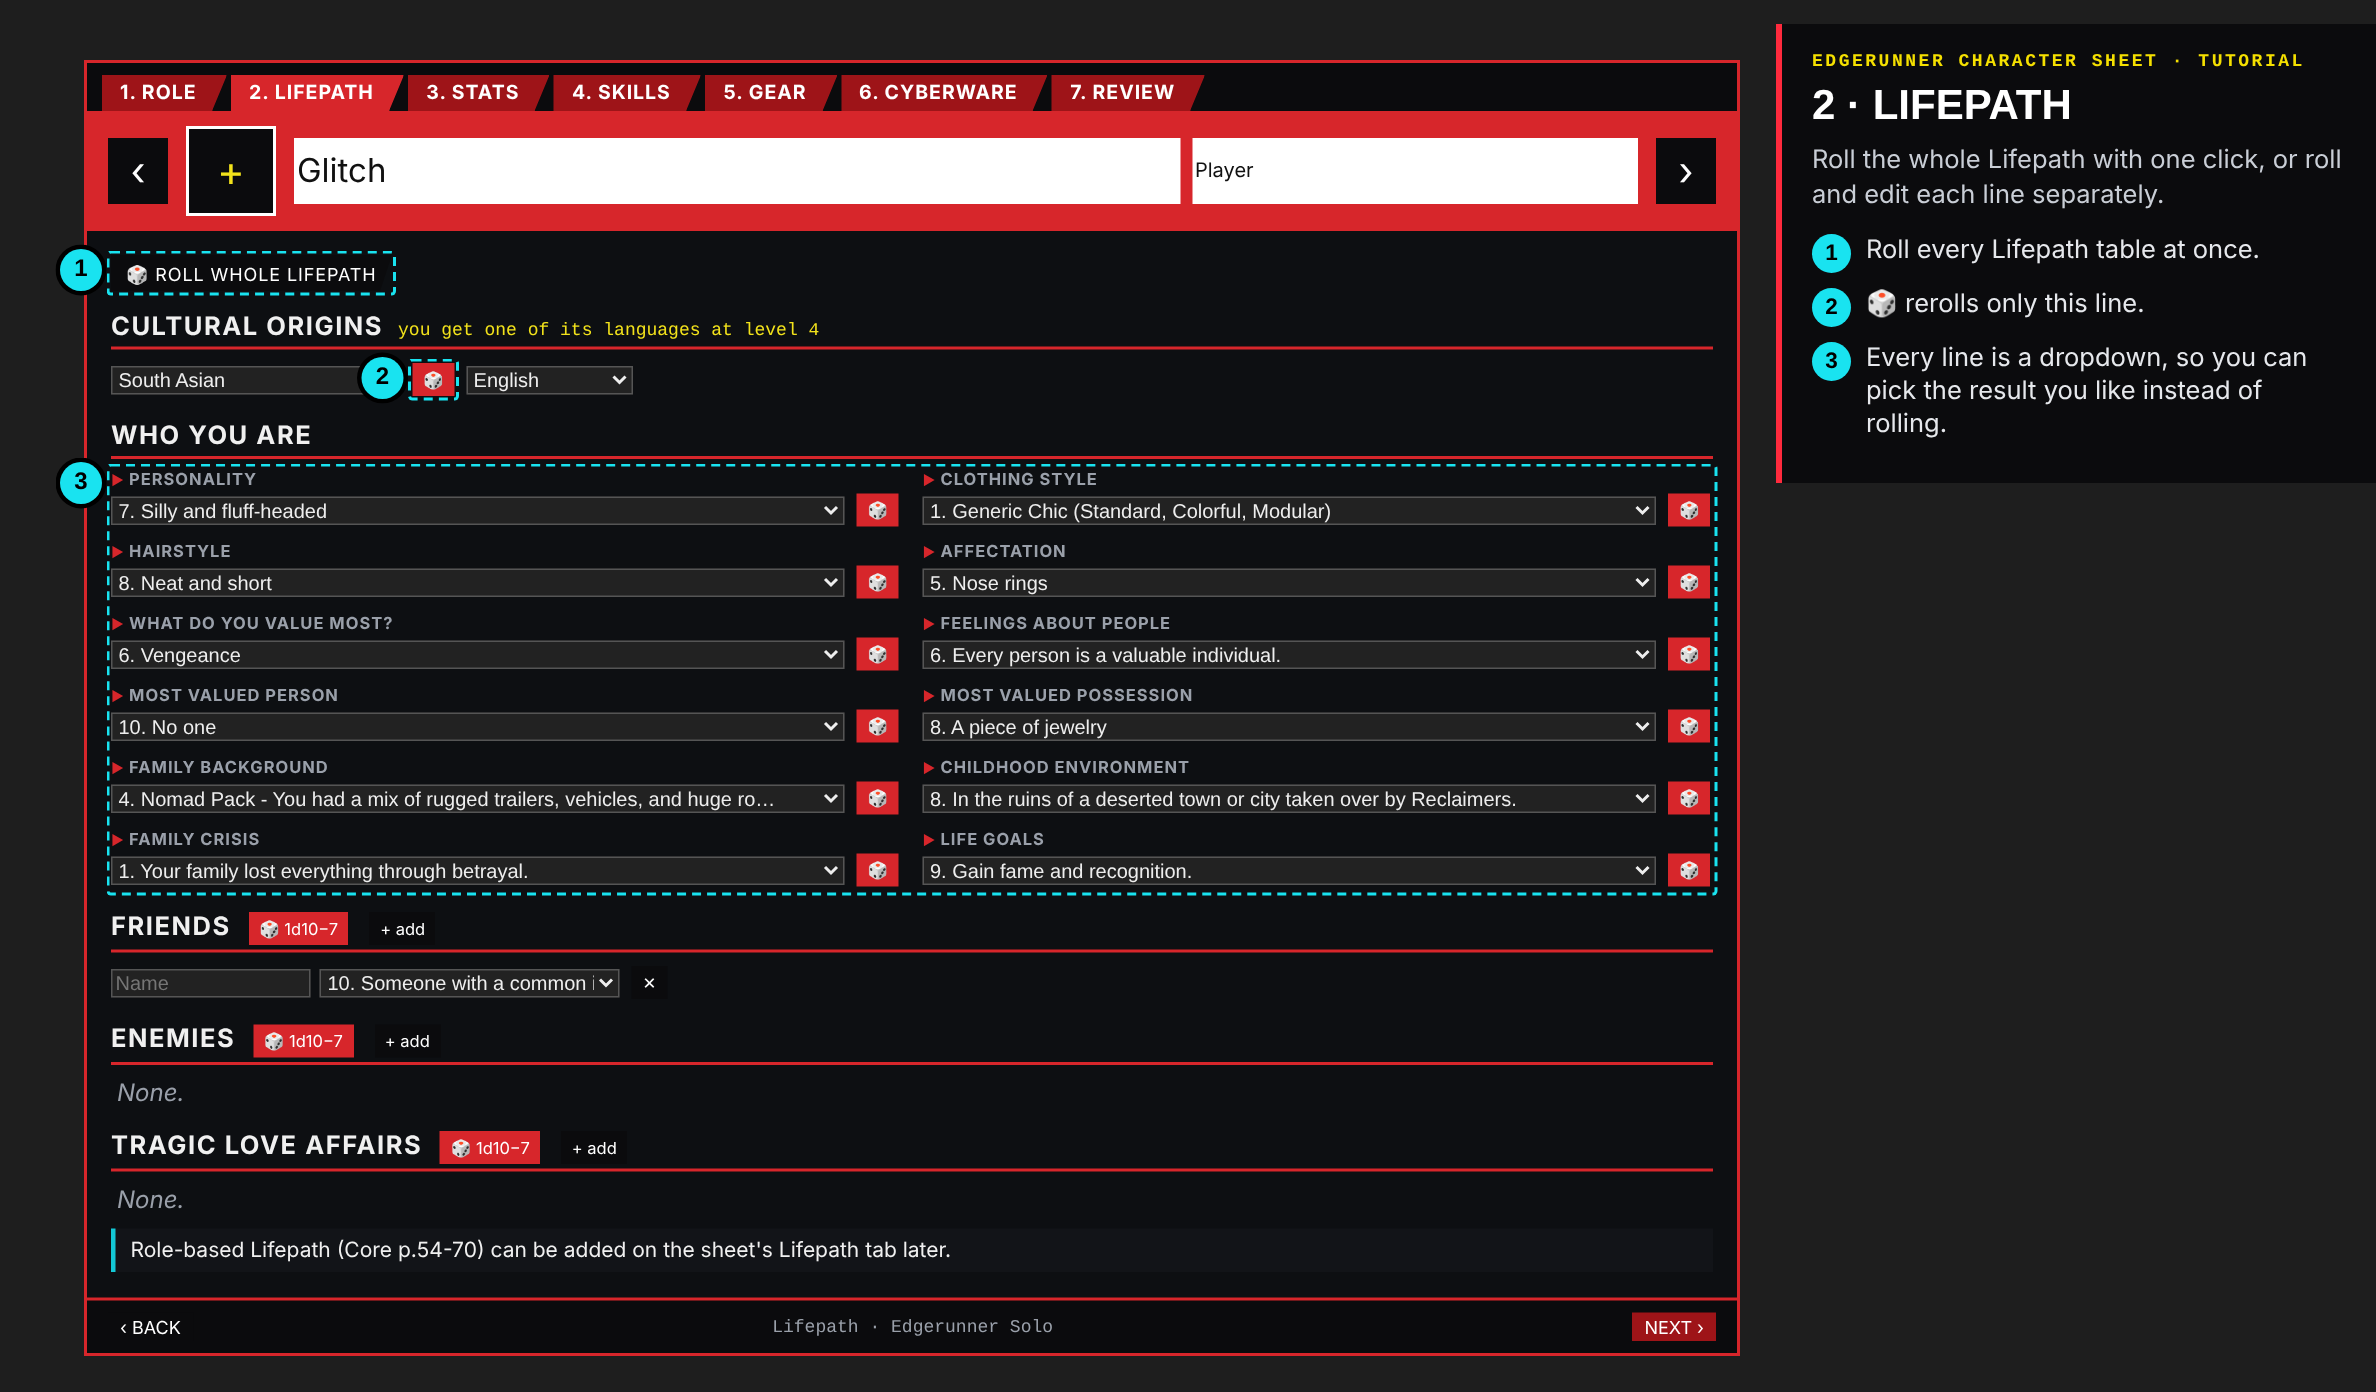 1. ROLE
2. LIFEPATH
3. STATS
4. SKILLS
5. GEAR
6. CYBERWARE
7. REVIEW
‹
+
Glitch
Player
›
1
🎲 ROLL WHOLE LIFEPATH
CULTURAL ORIGINS you get one of its languages at level 4
South Asian
2
🎲
English
WHO YOU ARE
3
PERSONALITY
7. Silly and fluff-headed
CLOTHING STYLE
1. Generic Chic (Standard, Colorful, Modular)
HAIRSTYLE
8. Neat and short
AFFECTATION
5. Nose rings
WHAT DO YOU VALUE MOST?
6. Vengeance
FEELINGS ABOUT PEOPLE
6. Every person is a valuable individual.
MOST VALUED PERSON
10. No one
MOST VALUED POSSESSION
8. A piece of jewelry
FAMILY BACKGROUND
4. Nomad Pack - You had a mix of rugged trailers, vehicles, and huge ro…
CHILDHOOD ENVIRONMENT
8. In the ruins of a deserted town or city taken over by Reclaimers.
FAMILY CRISIS
1. Your family lost everything through betrayal.
LIFE GOALS
9. Gain fame and recognition.
FRIENDS 🎲 1d10−7 + add
Name
10. Someone with a common
×
ENEMIES 🎲 1d10−7 + add
None.
TRAGIC LOVE AFFAIRS 🎲 1d10−7 + add
None.
Role-based Lifepath (Core p.54-70) can be added on the sheet's Lifepath tab later.
‹ BACK
Lifepath · Edgerunner Solo
NEXT ›
EDGERUNNER CHARACTER SHEET · TUTORIAL
2 · LIFEPATH
Roll the whole Lifepath with one click, or roll
and edit each line separately.
1 Roll every Lifepath table at once.
2 🎲 rerolls only this line.
3 Every line is a dropdown, so you can
pick the result you like instead of
rolling.